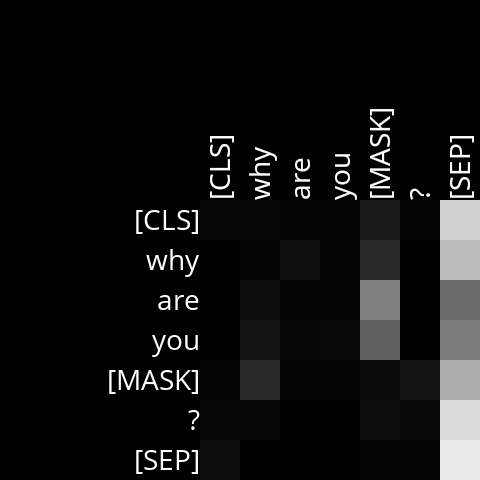 [CLS] why are you [MASK] ? [SEP]
[CLS]
why
are
you
[MASK]
?
[SEP]